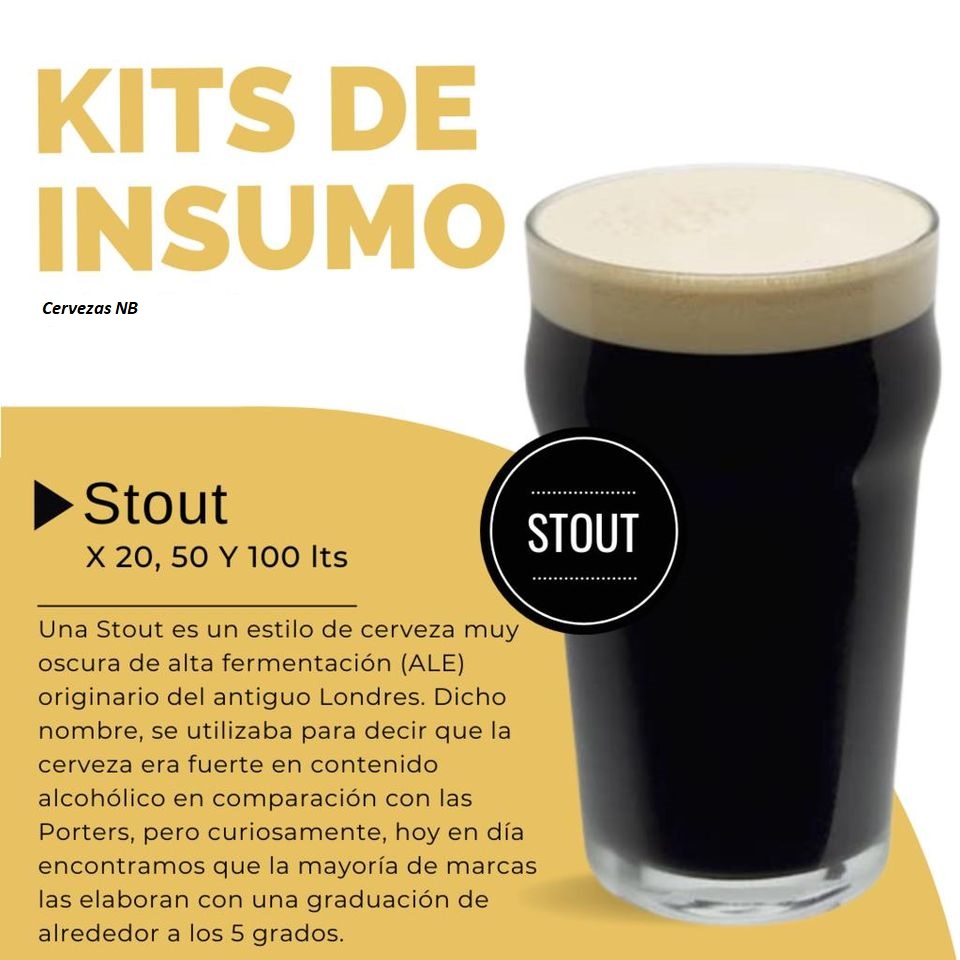 KITS DE
INSUMO
Cervezas NB
Stout
X 20, 50 Y 100 lts
STOUT
Una Stout es un estilo de cerveza muy
oscura de alta fermentación (ALE)
originario del antiguo Londres. Dicho
nombre, se utilizaba para decir que la
cerveza era fuerte en contenido
alcohólico en comparación con las
Porters, pero curiosamente, hoy en día
encontramos que la mayoría de marcas
las elaboran con una graduación de
alrededor a los 5 grados.